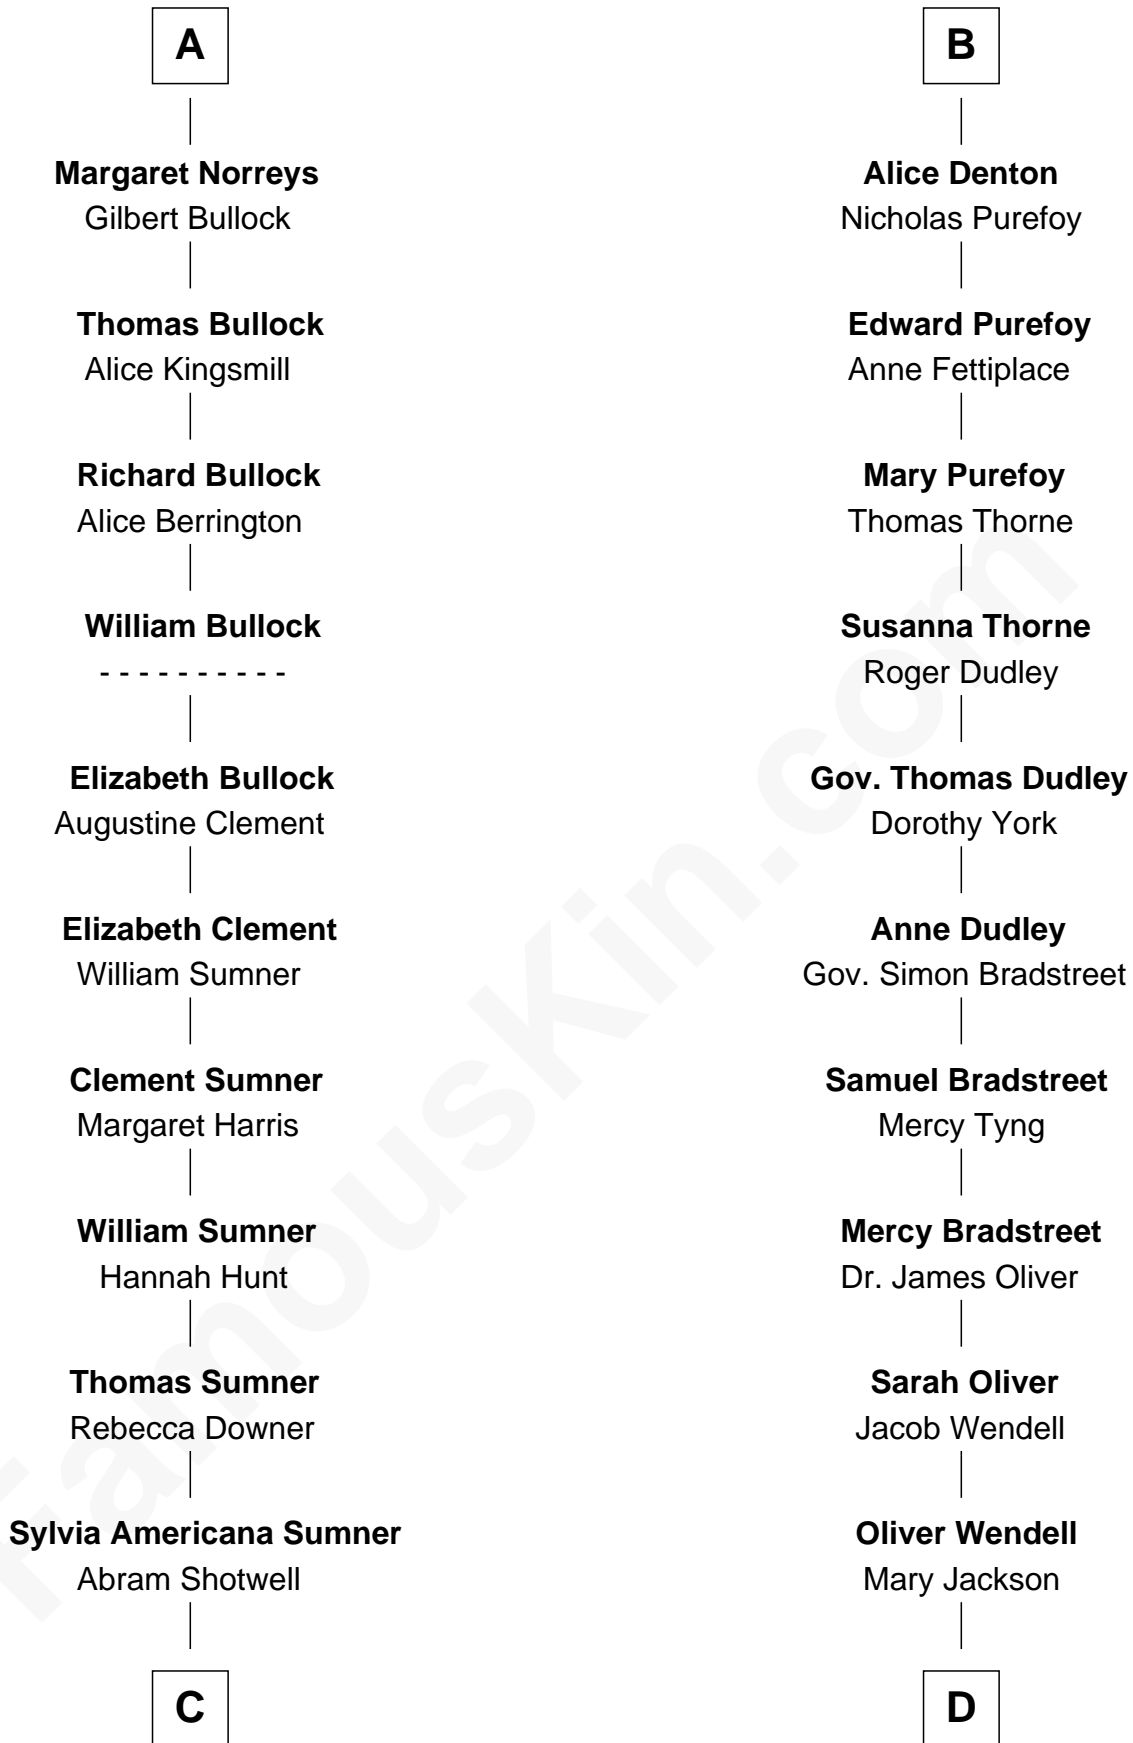 A
Margaret Norreys
Gilbert Bullock
Thomas Bullock
Alice Kingsmill
Richard Bullock
Alice Berrington
William Bullock
- - - - - - - - - -
Elizabeth Bullock
Augustine Clement
Elizabeth Clement
William Sumner
Clement Sumner
Margaret Harris
William Sumner
Hannah Hunt
Thomas Sumner
Rebecca Downer
Sylvia Americana Sumner
Abram Shotwell
C
B
Alice Denton
Nicholas Purefoy
Edward Purefoy
Anne Fettiplace
Mary Purefoy
Thomas Thorne
Susanna Thorne
Roger Dudley
Gov. Thomas Dudley
Dorothy York
Anne Dudley
Gov. Simon Bradstreet
Samuel Bradstreet
Mercy Tyng
Mercy Bradstreet
Dr. James Oliver
Sarah Oliver
Jacob Wendell
Oliver Wendell
Mary Jackson
D
FamousKin.com